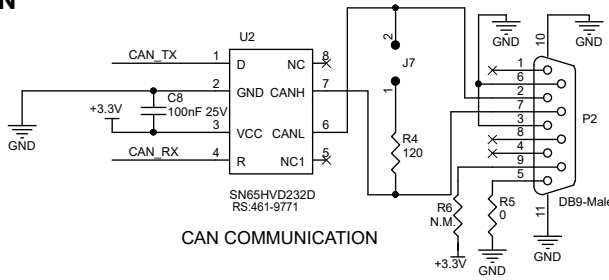 N
U2
CAN_TX 1 D NC 8
2 GND CANH 7
3 VCC CANL 6
CAN_RX 4 R NC1 5
C8
100nF 25V
+3.3V
GND
SN65HVD232D
RS:461-9771
CAN COMMUNICATION
2
J7
1
R4
120
R6
N.M.
+3.3V
R5
0
GND
GND
GND
10
1
6
2
7
3
8
4
9
5
11
P2
DB9-Male
GND